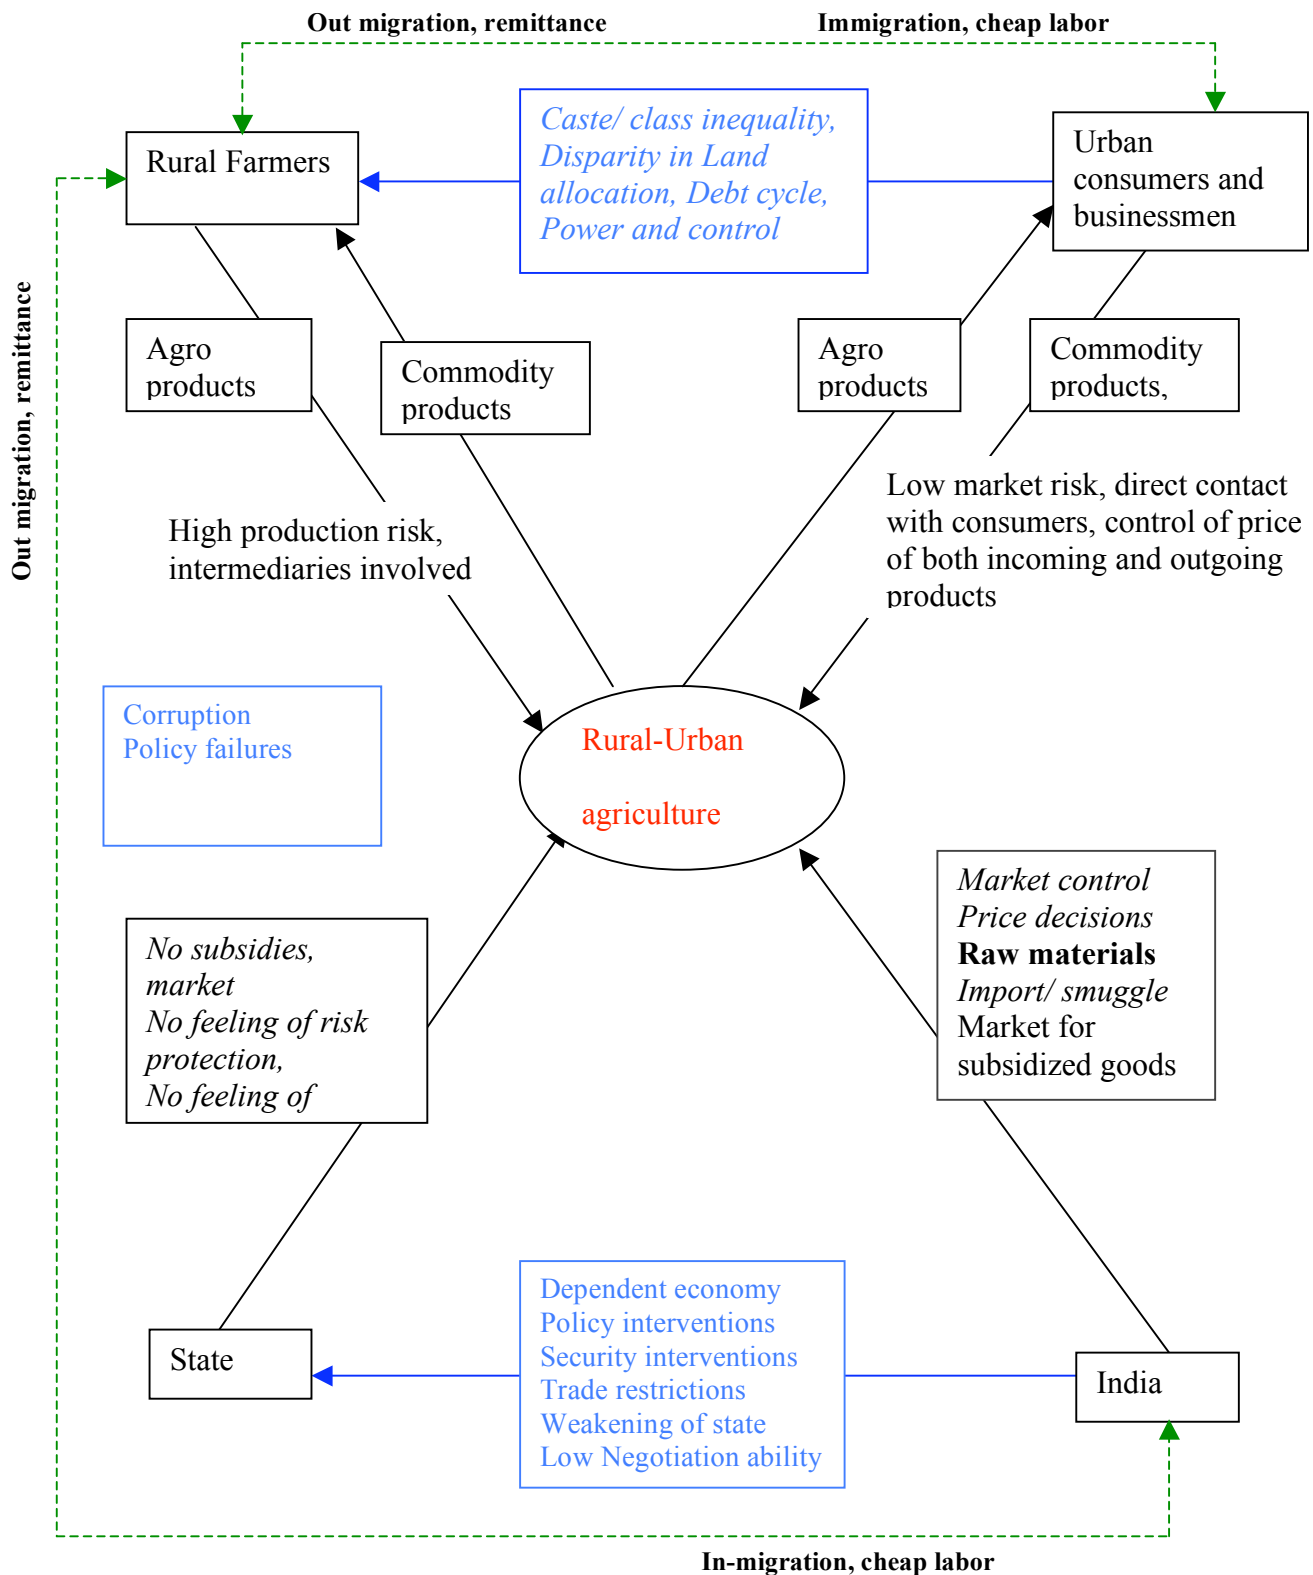 Out migration, remittance
Immigration, cheap labor
Rural Farmers
Caste/ class inequality,
Disparity in Land
allocation, Debt cycle,
Power and control
Urban
consumers and
businessmen
Out migration, remittance
Agro
products
Commodity
products
Agro
products
Commodity
products,
High production risk,
intermediaries involved
Low market risk, direct contact
with consumers, control of price
of both incoming and outgoing
products
Corruption
Policy failures
Rural-Urban
agriculture
No subsidies,
market
No feeling of risk
protection,
No feeling of
Market control
Price decisions
Raw materials
Import/ smuggle
Market for
subsidized goods
State
Dependent economy
Policy interventions
Security interventions
Trade restrictions
Weakening of state
Low Negotiation ability
India
In-migration, cheap labor